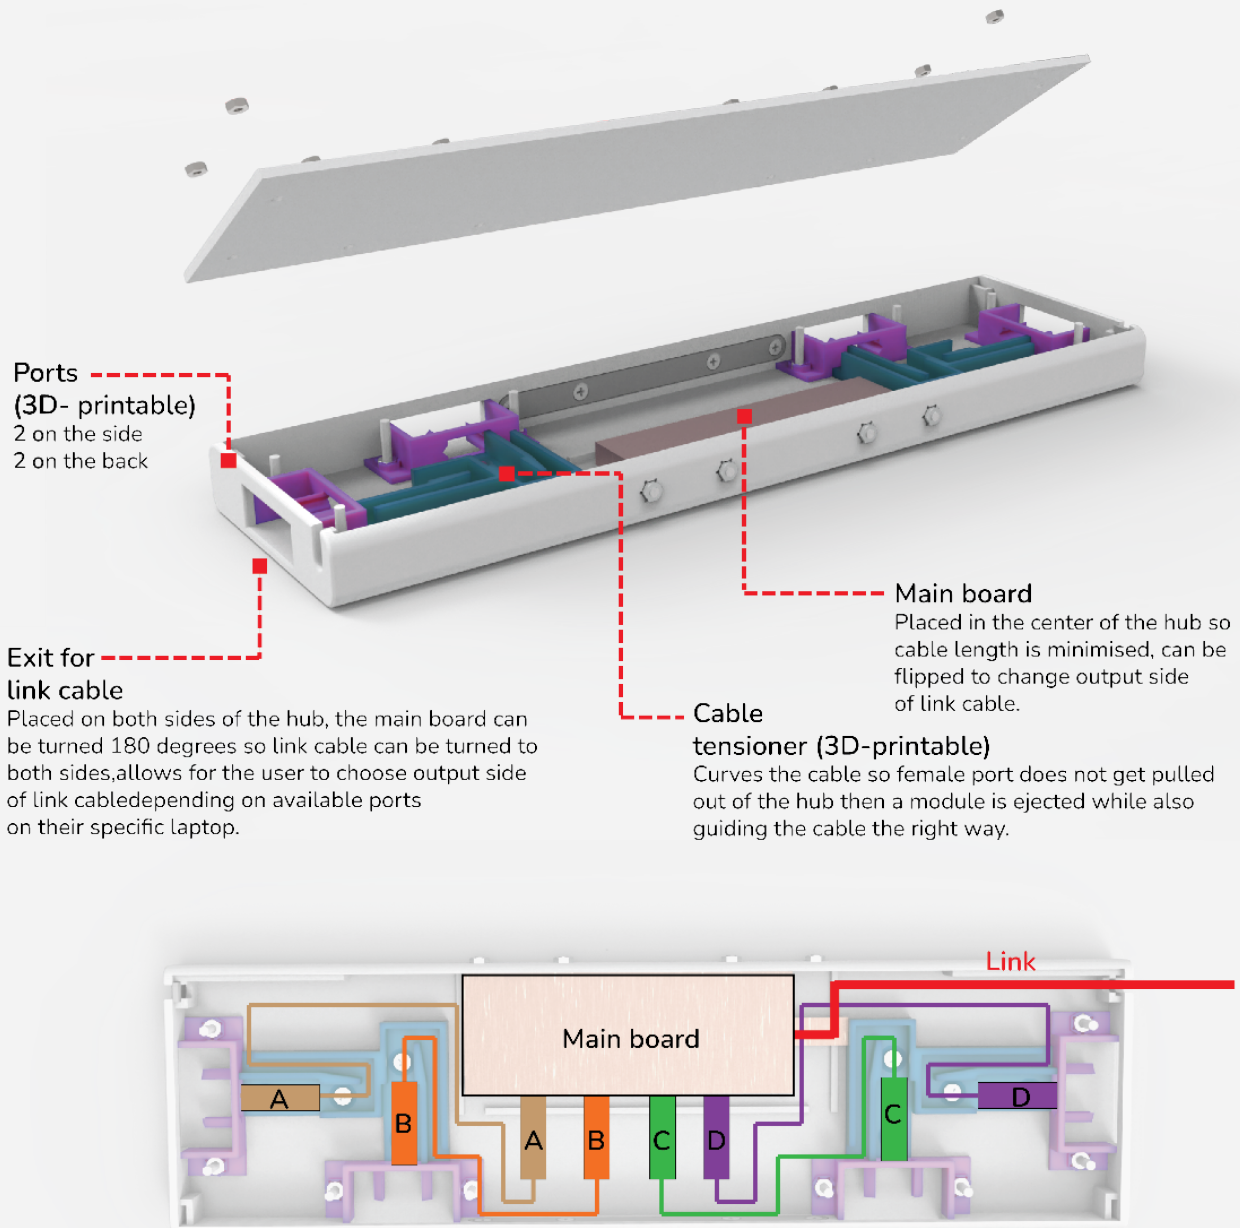 Ports
(3D- printable)
2 on the side
2 on the back
Main board
Placed in the center of the hub so
cable length is minimised, can be
flipped to change output side
of link cable.
Exit for
link cable
Placed on both sides of the hub, the main board can
be turned 180 degrees so link cable can be turned to
both sides,allows for the user to choose output side
of link cabledepending on available ports
on their specific laptop.
Cable
tensioner (3D-printable)
Curves the cable so female port does not get pulled
out of the hub then a module is ejected while also
guiding the cable the right way.
Link
Main board
A
B
A
B
C
D
C
D